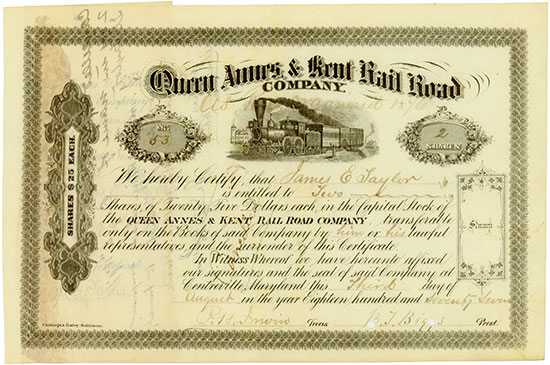 Queen Annes, & Kent Rail Road
COMPANY.
No.
83
2
SHARES
SHARES $25 EACH.
We hereby Certify, that James E Taylor
is entitled to Two
Shares of Twenty Five Dollars each, in the Capital Stock of
the QUEEN ANNES & KENT RAIL ROAD COMPANY. transferable
only on the Books of said Company by him or his lawful
representatives and the surrender of this Certificate.
In Witness Whereof we have hereunto affixed
our signatures and the seal of said Company at
Centreville, Maryland this Third day of
August in the year Eighteen hundred and Seventy Seven
Treas. Prest.
Stamp.